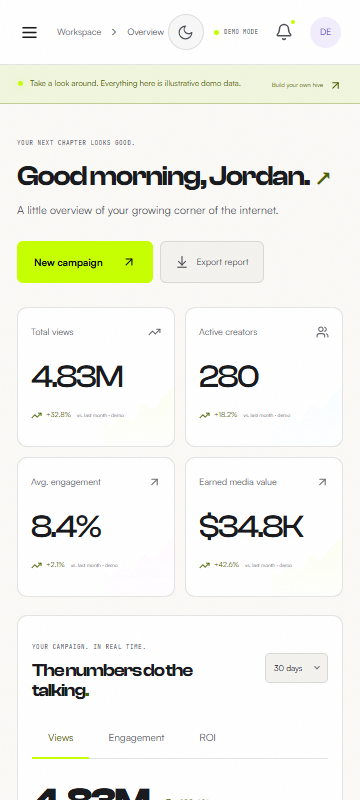 Workspace > Overview
DEMO MODE
DE
Take a look around. Everything here is illustrative demo data.
Build your own hive
YOUR NEXT CHAPTER LOOKS GOOD.
Good morning, Jordan.
A little overview of your growing corner of the internet.
New campaign
Export report
Total views
4.83M
+32.8% vs. last month · demo
Active creators
280
+18.2% vs. last month · demo
Avg. engagement
8.4%
+2.1% vs. last month · demo
Earned media value
$34.8K
+42.6% vs. last month · demo
YOUR CAMPAIGN. IN REAL TIME.
The numbers do the
talking.
30 days
Views Engagement ROI
4.83M